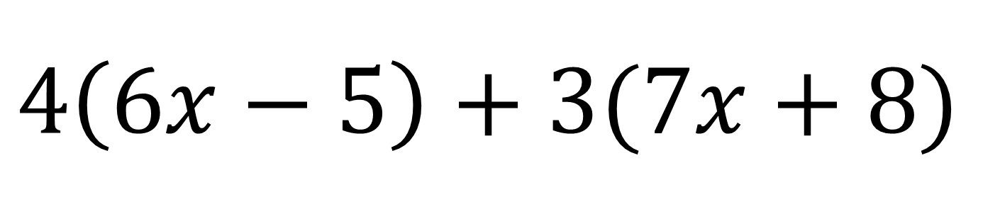 4(6x − 5) + 3(7x + 8)